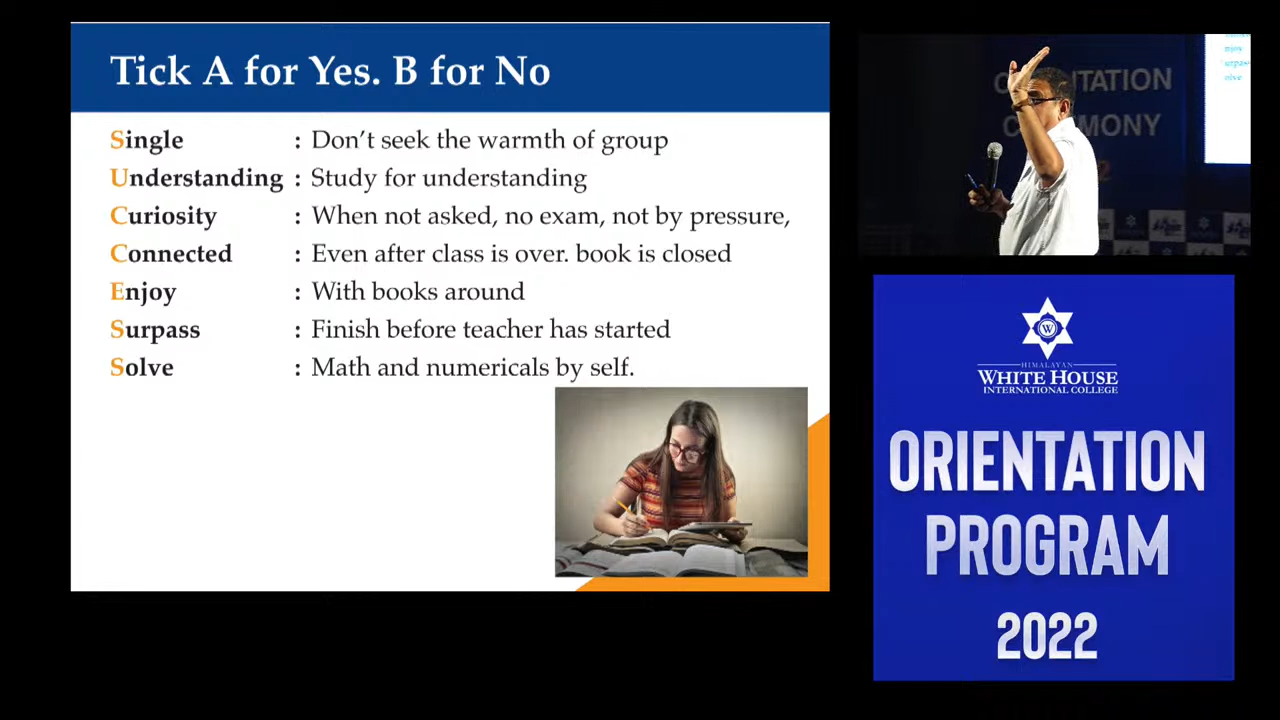 Tick A for Yes. B for No
Single : Don’t seek the warmth of group
Understanding : Study for understanding
Curiosity : When not asked, no exam, not by pressure,
Connected : Even after class is over. book is closed
Enjoy : With books around
Surpass : Finish before teacher has started
Solve : Math and numericals by self.
W
HIMALAYAN
WHITE HOUSE
INTERNATIONAL COLLEGE
ORIENTATION
PROGRAM
2022